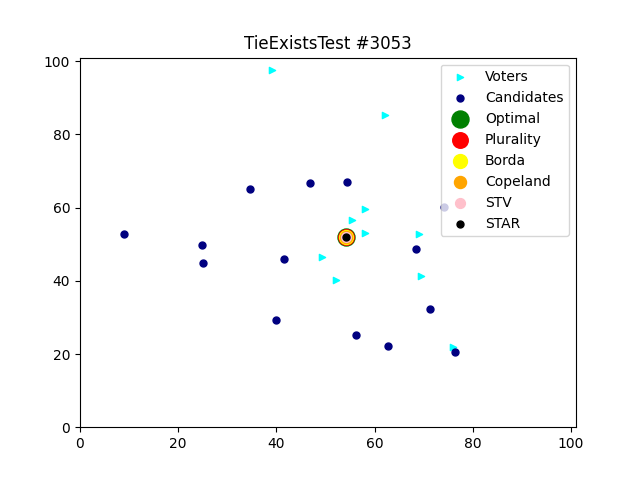 TieExistsTest #3053
Voters
Candidates
Optimal
Plurality
Borda
Copeland
STV
STAR
100
80
60
40
20
0
0 20 40 60 80 100